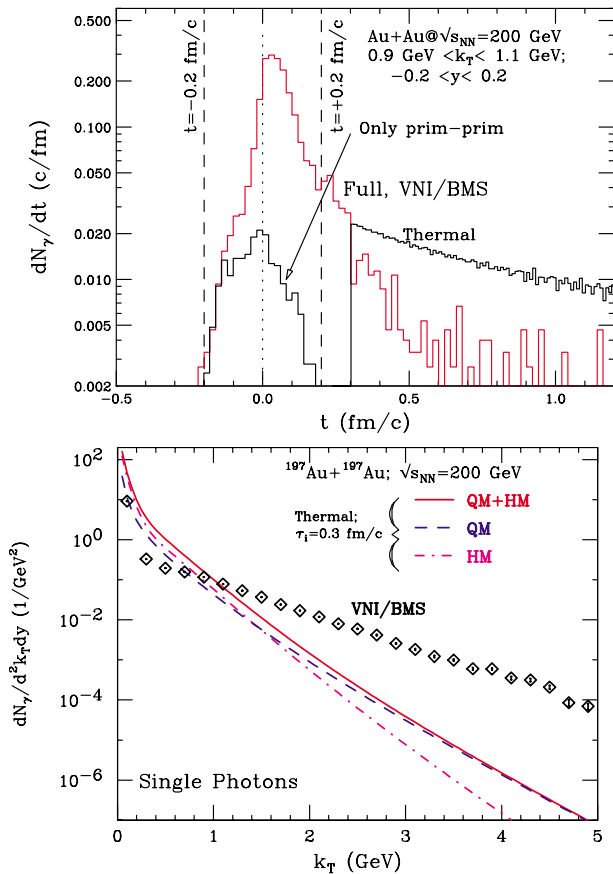 Au+Au@√sNN=200 GeV
0.9 GeV <kT< 1.1 GeV;
−0.2 <y< 0.2
t=−0.2 fm/c
t=+0.2 fm/c
Only prim−prim
Full, VNI/BMS
Thermal
dNγ/dt (c/fm)
0.500
0.100
0.050
0.020
0.010
0.005
0.002
−0.5
0.0
0.5
1.0
t (fm/c)
197Au+197Au; √sNN=200 GeV
Thermal;
τi=0.3 fm/c
QM+HM
QM
HM
VNI/BMS
Single Photons
dNγ/d²kTdy (1/GeV²)
10²
10⁰
10⁻²
10⁻⁴
10⁻⁶
0
1
2
3
4
5
kT (GeV)